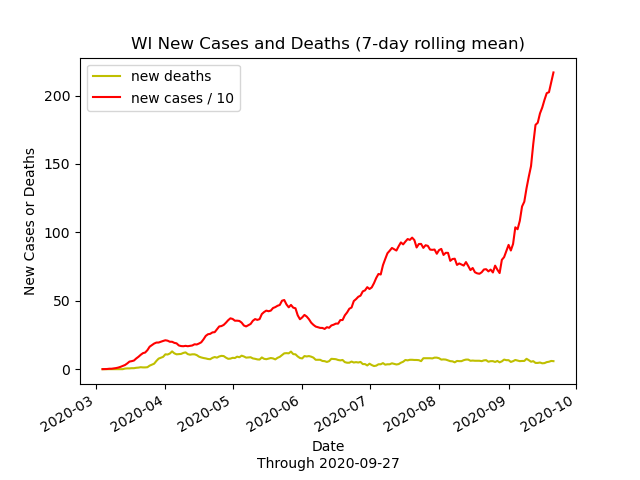 WI New Cases and Deaths (7-day rolling mean)
new deaths
new cases / 10
New Cases or Deaths
200
150
100
50
0
2020-03
2020-04
2020-05
2020-06
2020-07
2020-08
2020-09
2020-10
Date
Through 2020-09-27